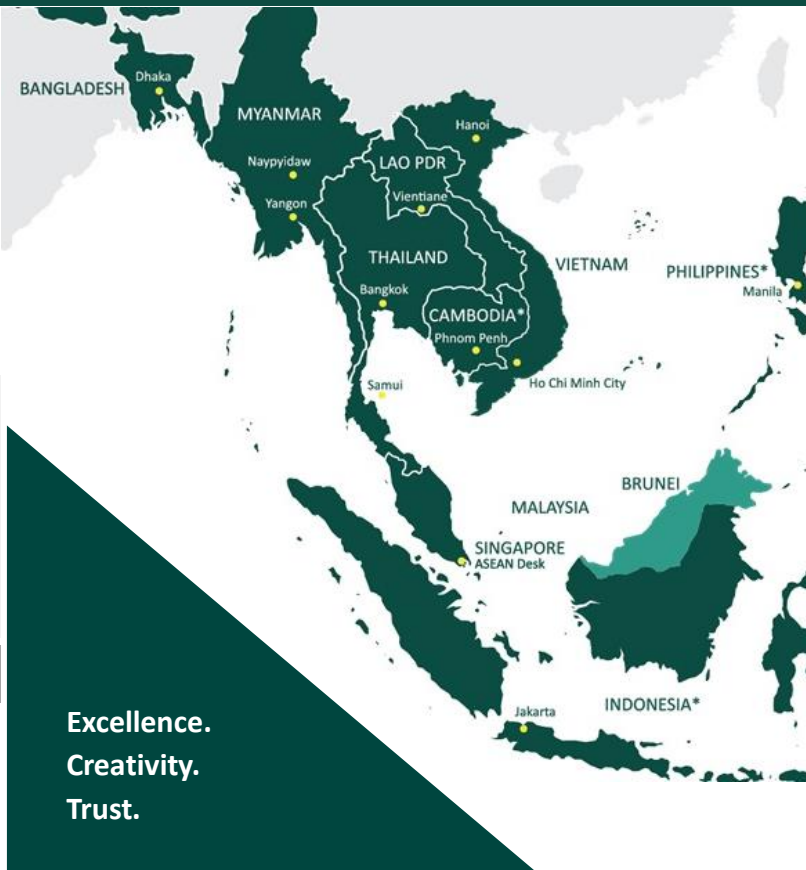 Dhaka
BANGLADESH
MYANMAR
Hanoi
Naypyidaw
LAO PDR
Yangon
Vientiane
THAILAND
VIETNAM
PHILIPPINES*
Bangkok
Manila
CAMBODIA*
Phnom Penh
Samui
Ho Chi Minh City
BRUNEI
MALAYSIA
SINGAPORE
ASEAN Desk
INDONESIA*
Jakarta
Excellence.
Creativity.
Trust.